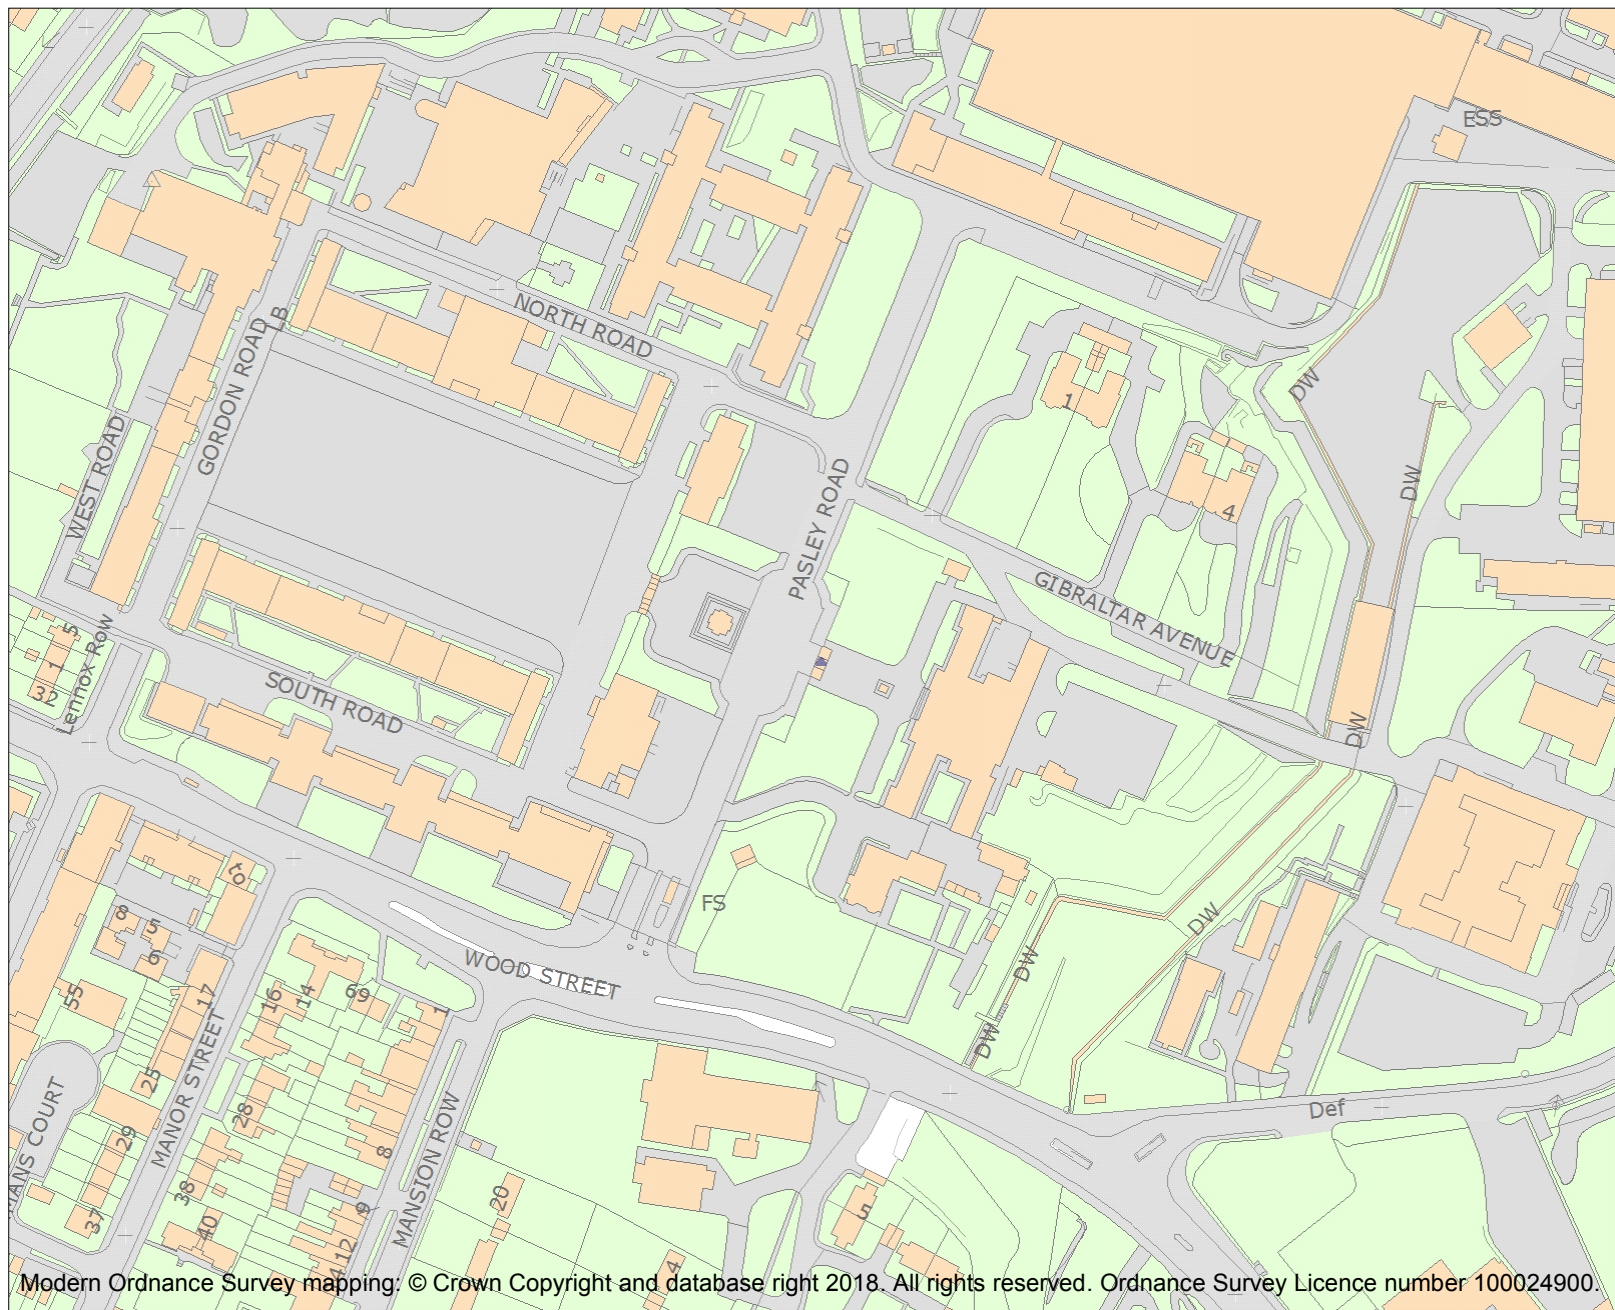 ESS
NORTH ROAD
LB
GORDON ROAD
DW
1
WEST ROAD
PASLEY ROAD
DW
4
GIBRALTAR AVENUE
5
1
32
Lennox Row
SOUTH ROAD
DW
to
8
5
6
FS
DW
WOOD STREET
DW
55
17
16
14
69
1
DW
25
MANOR STREET
28
8
MANSION ROW
Def
29
38
37
40
9
12
20
5
4
Modern Ordnance Survey mapping: © Crown Copyright and database right 2018. All rights reserved. Ordnance Survey Licence number 100024900.